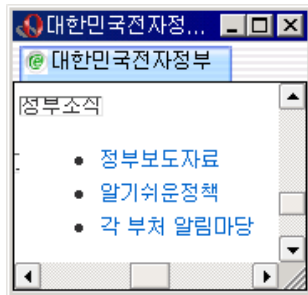 대한민국전자정...
대한민국전자정부
정부소식
정부보도자료
알기쉬운정책
각 부처 알림마당